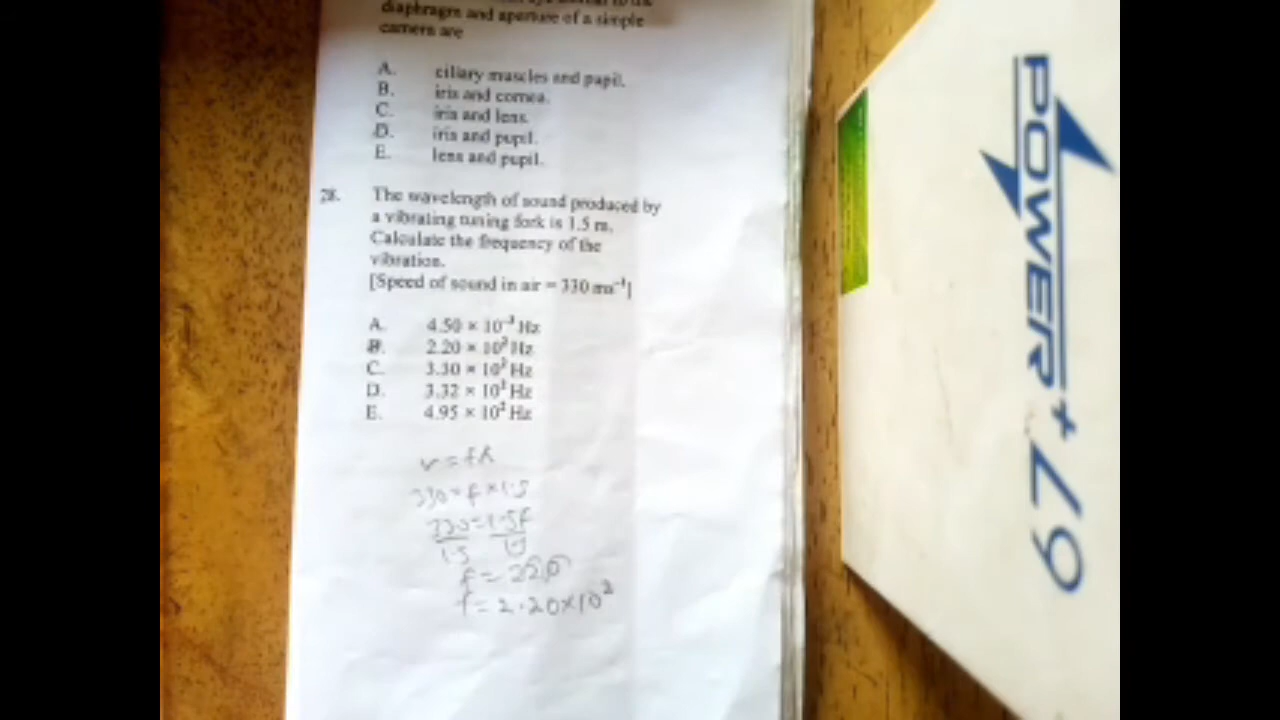 diaphragm and aperture of a simple
camera are
A. ciliary muscles and pupil.
B. iris and cornea.
C. iris and lens.
D. iris and pupil.
E. lens and pupil.
28. The wavelength of sound produced by
a vibrating tuning fork is 1.5 m.
Calculate the frequency of the
vibration.
[Speed of sound in air = 330 ms⁻¹]
A. 4.50 × 10⁻³ Hz
B. 2.20 × 10² Hz
C. 3.30 × 10² Hz
D. 3.32 × 10² Hz
E. 4.95 × 10² Hz
v = fλ
330 = f × 1.5
330 = 1.5f
1.5 1.5
f = 220
f = 2.20 × 10²
POWER+ L9